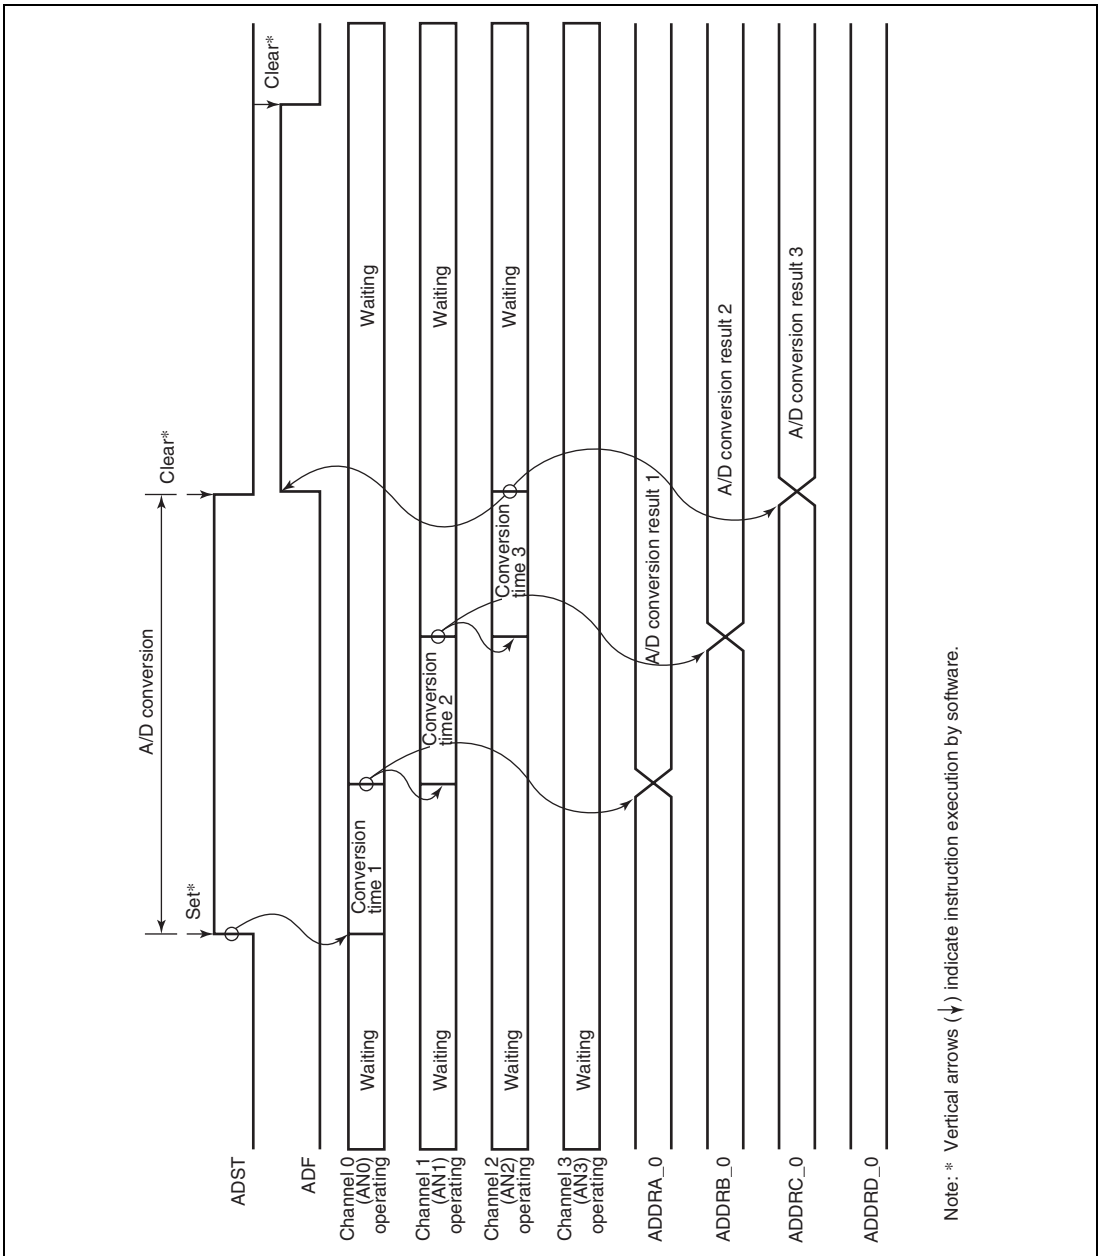 A/D conversion
Set*
Clear*
Clear*
ADST
ADF
Channel 0
(AN0)
operating
Waiting
Conversion
time 1
Waiting
Channel 1
(AN1)
operating
Waiting
Conversion
time 2
Waiting
Channel 2
(AN2)
operating
Waiting
Conversion
time 3
Waiting
Channel 3
(AN3)
operating
Waiting
ADDRA_0
A/D conversion result 1
ADDRB_0
A/D conversion result 2
ADDRC_0
A/D conversion result 3
ADDRD_0
Note: * Vertical arrows (↓) indicate instruction execution by software.